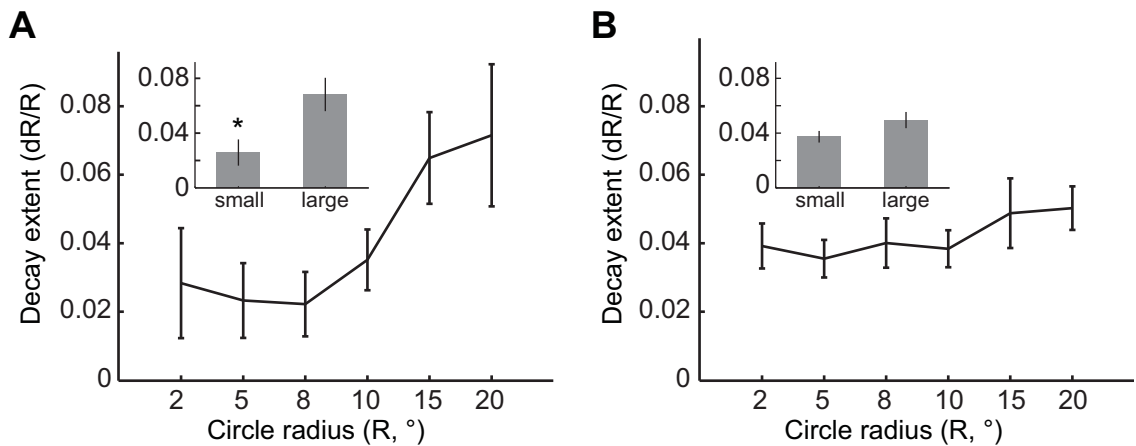 A
Decay extent (dR/R)
0.08
0.06
0.04
0.02
0
2 5 8 10 15 20
Circle radius (R, °)
0.08
0.04
0
*
small large
B
Decay extent (dR/R)
0.08
0.06
0.04
0.02
0
2 5 8 10 15 20
Circle radius (R, °)
0.08
0.04
0
small large